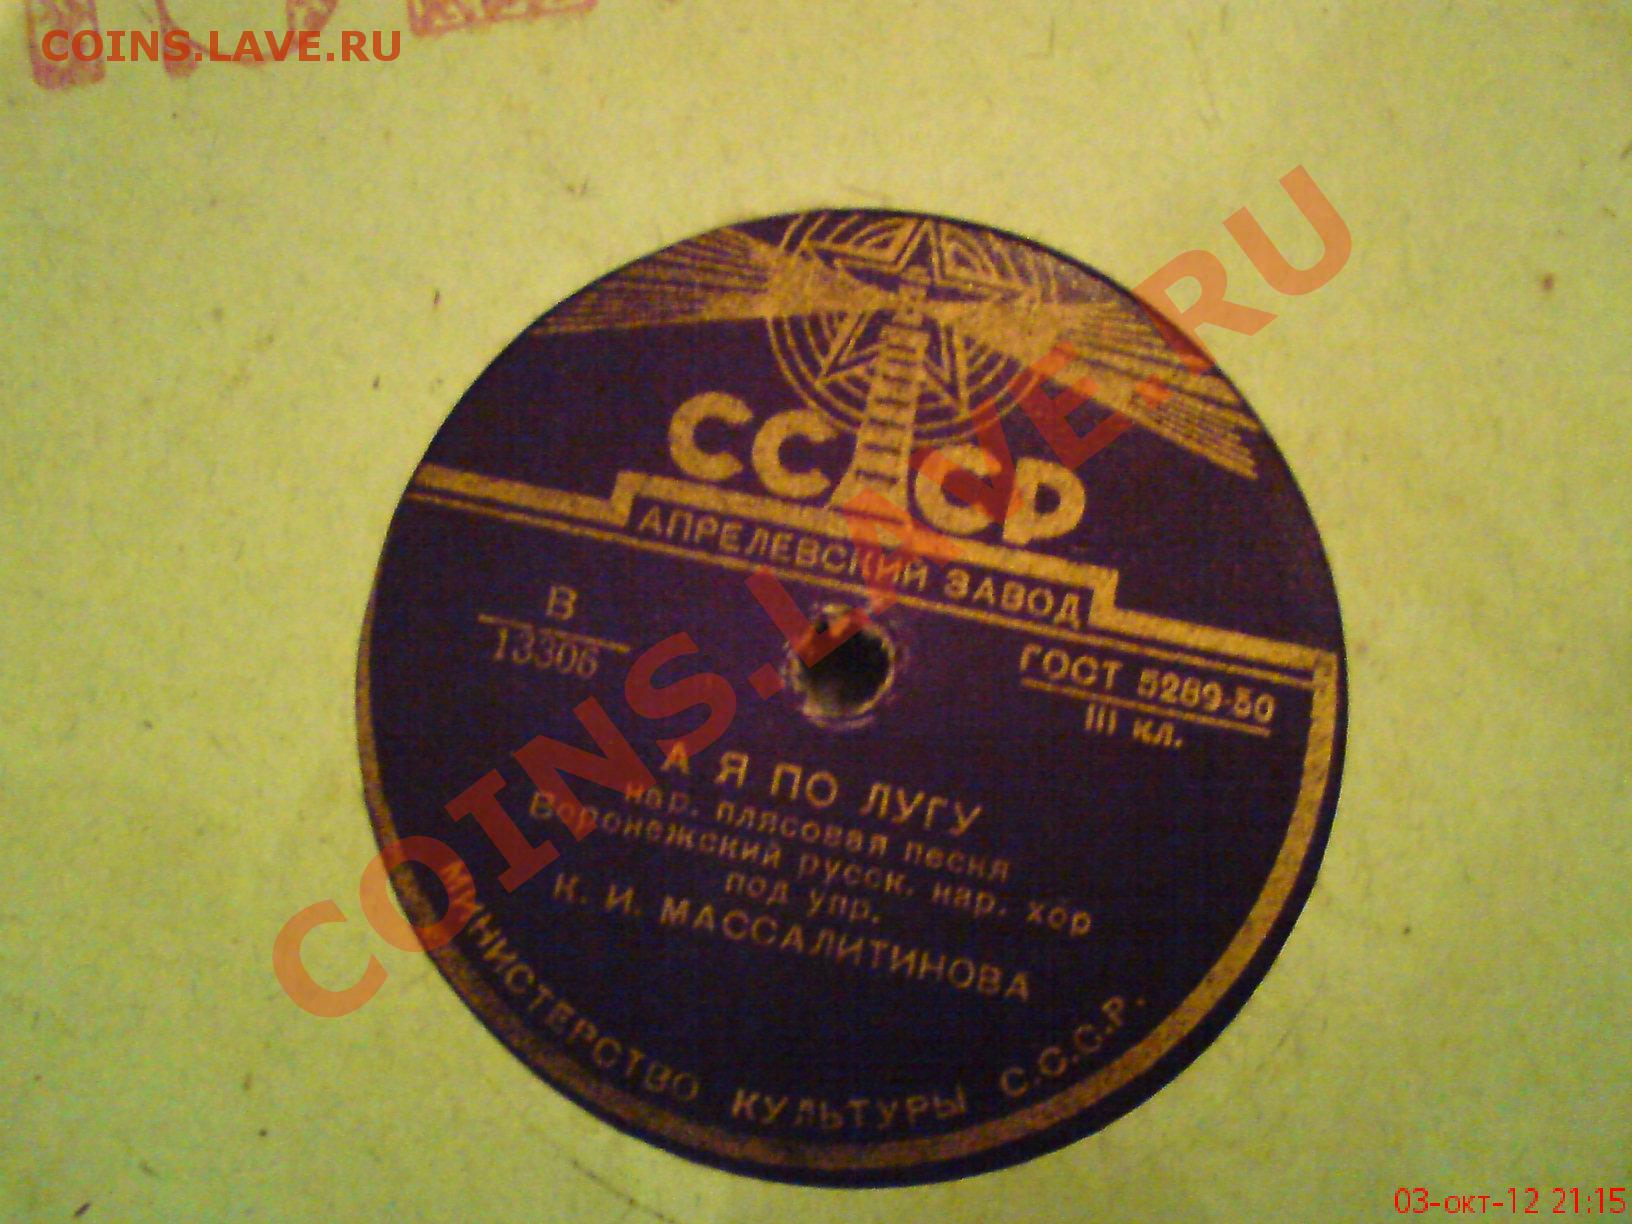 COINS.LAVE.RU
СССР
АПРЕЛЕВСКИЙ ЗАВОД
В
13306
ГОСТ 5289-50
III кл.
А Я ПО ЛУГУ
нар. плясовая песня
Воронежский русск. нар. хор
под упр.
К. И. МАССАЛИТИНОВА
МИНИСТЕРСТВО КУЛЬТУРЫ С.С.С.Р.
COINS.LAVE.RU
03-окт-12 21:15